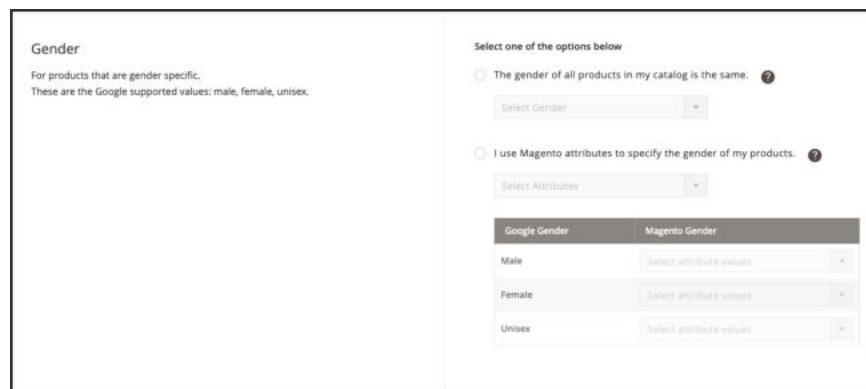 Gender
For products that are gender specific.
These are the Google supported values: male, female, unisex.
Select one of the options below
The gender of all products in my catalog is the same. ?
Select Gender
I use Magento attributes to specify the gender of my products. ?
Select Attributes
Google Gender Magento Gender
Male Select attribute values
Female Select attribute values
Unisex Select attribute values